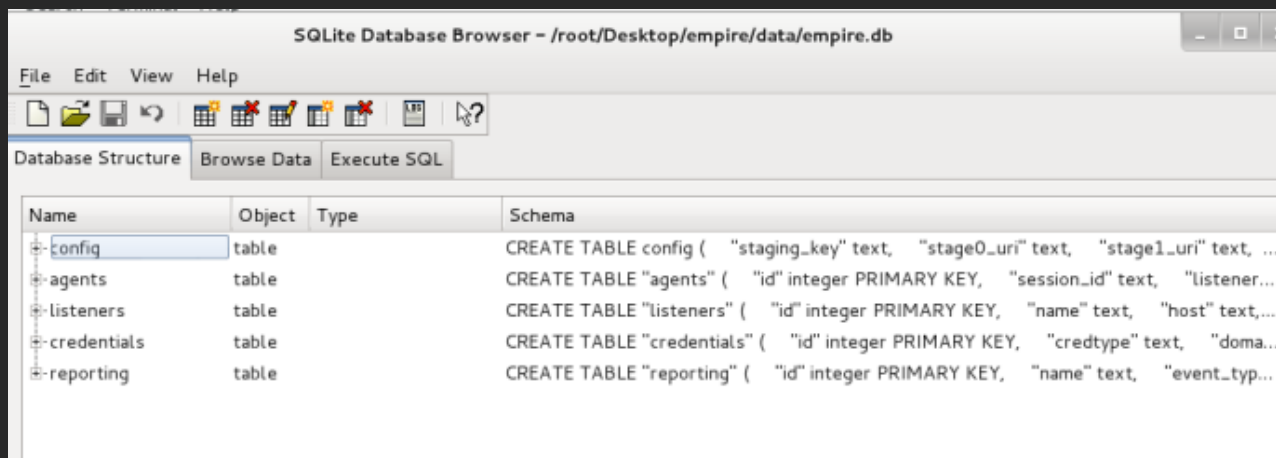 SQLite Database Browser - /root/Desktop/empire/data/empire.db
File Edit View Help
Database Structure Browse Data Execute SQL
Name Object Type Schema
config table CREATE TABLE config ( "staging_key" text, "stage0_uri" text, "stage1_uri" text, ...
agents table CREATE TABLE "agents" ( "id" integer PRIMARY KEY, "session_id" text, "listener...
listeners table CREATE TABLE "listeners" ( "id" integer PRIMARY KEY, "name" text, "host" text,...
credentials table CREATE TABLE "credentials" ( "id" integer PRIMARY KEY, "credtype" text, "doma...
reporting table CREATE TABLE "reporting" ( "id" integer PRIMARY KEY, "name" text, "event_typ...